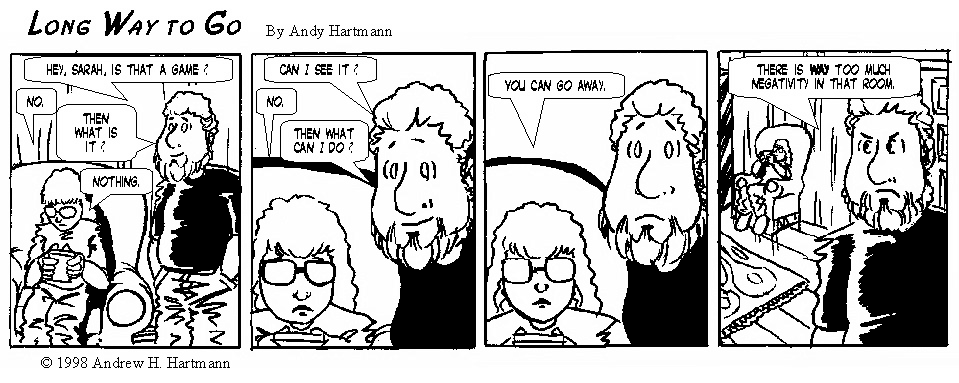 LONG WAY TO GO
By Andy Hartmann
HEY, SARAH, IS THAT A GAME?
NO.
THEN
WHAT IS
IT?
NOTHING.
CAN I SEE IT?
NO.
THEN WHAT
CAN I DO?
YOU CAN GO AWAY.
THERE IS WAY TOO MUCH
NEGATIVITY IN THAT ROOM.
© 1998 Andrew H. Hartmann